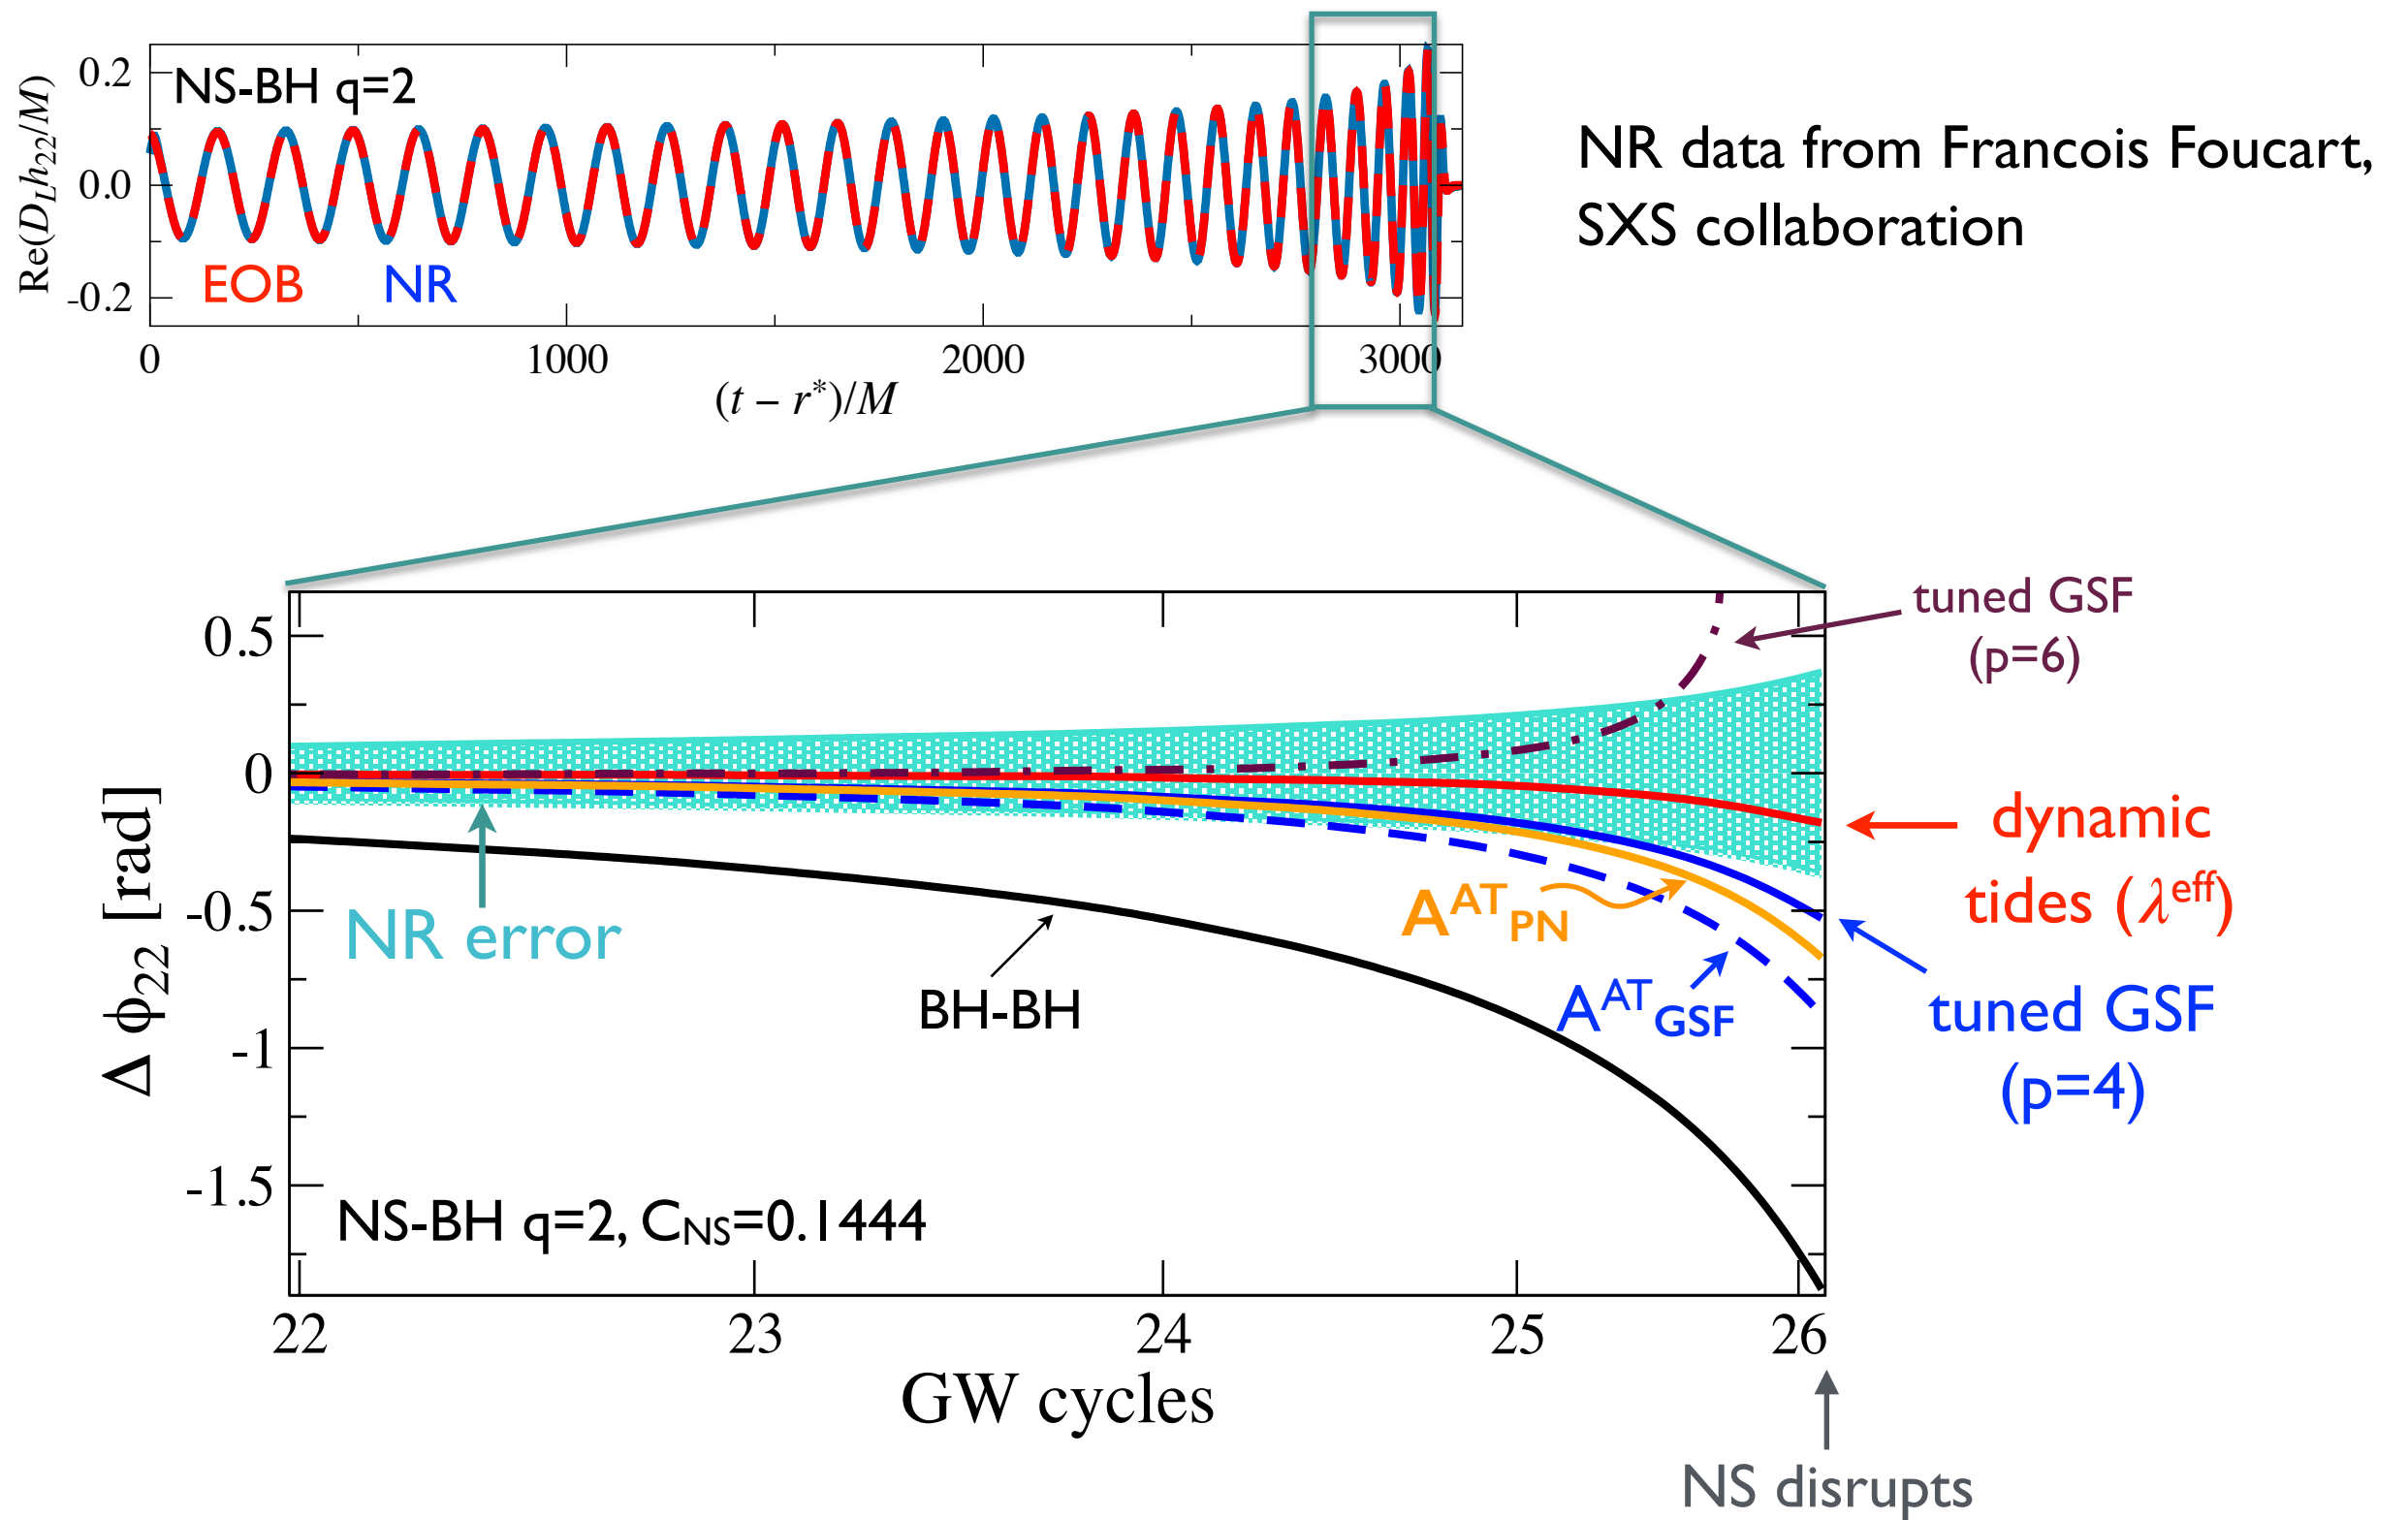 NS-BH q=2
Re(D_L h_22/M)
0.2
0.0
-0.2
EOB NR
0 1000 2000 3000
(t − r*)/M
NR data from Francois Foucart,
SXS collaboration
tuned GSF
(p=6)
0.5
0
-0.5
-1
-1.5
Δ ϕ_22 [rad]
NR error
BH-BH
A^AT_PN
A^AT_GSF
dynamic
tides (λ^eff)
tuned GSF
(p=4)
NS-BH q=2, C_NS=0.1444
22 23 24 25 26
GW cycles
NS disrupts